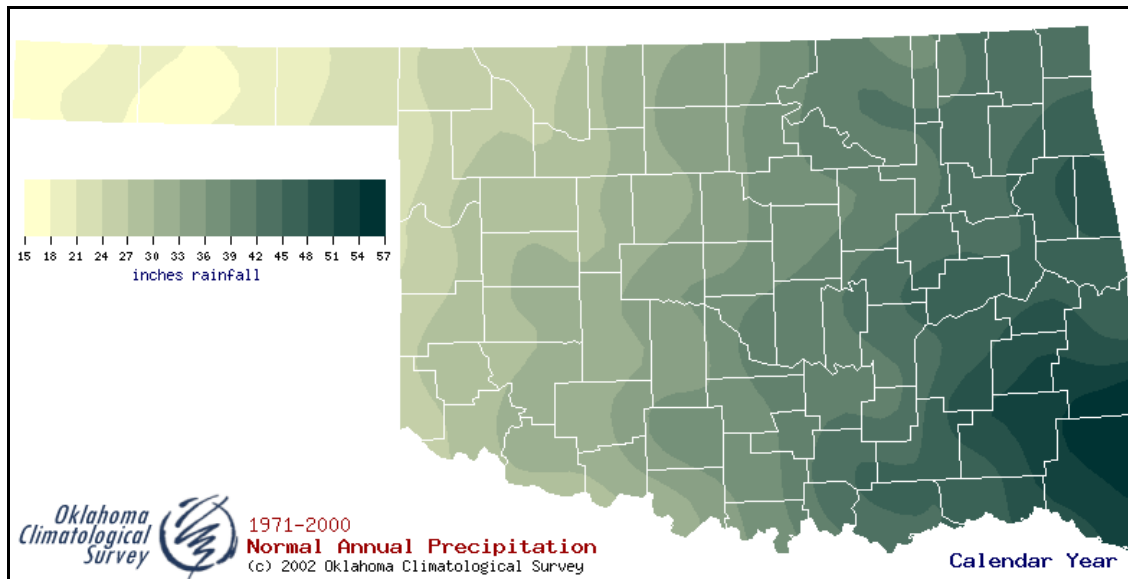 15 18 21 24 27 30 33 36 39 42 45 48 51 54 57
inches rainfall
Oklahoma
Climatological
Survey
1971-2000
Normal Annual Precipitation
(c) 2002 Oklahoma Climatological Survey
Calendar Year